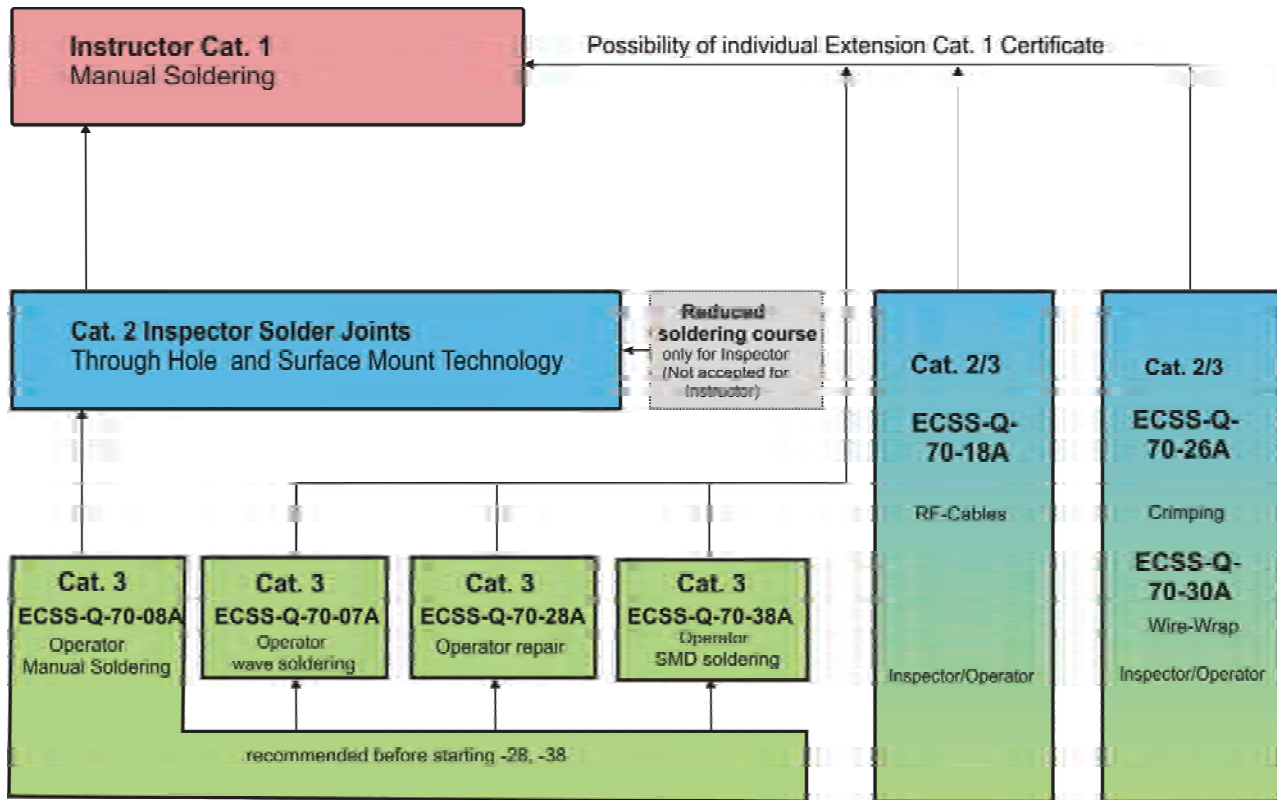 Instructor Cat. 1
Manual Soldering
Possibility of individual Extension Cat. 1 Certificate
Cat. 2 Inspector Solder Joints
Through Hole and Surface Mount Technology
Reduced
soldering course
only for Inspector
(Not accepted for
Instructor)
Cat. 2/3
ECSS-Q-
70-18A
RF-Cables
Inspector/Operator
Cat. 2/3
ECSS-Q-
70-26A
Crimping
ECSS-Q-
70-30A
Wire-Wrap
Inspector/Operator
Cat. 3
ECSS-Q-70-08A
Operator
Manual Soldering
Cat. 3
ECSS-Q-70-07A
Operator
wave soldering
Cat. 3
ECSS-Q-70-28A
Operator repair
Cat. 3
ECSS-Q-70-38A
Operator
SMD soldering
recommended before starting -28, -38